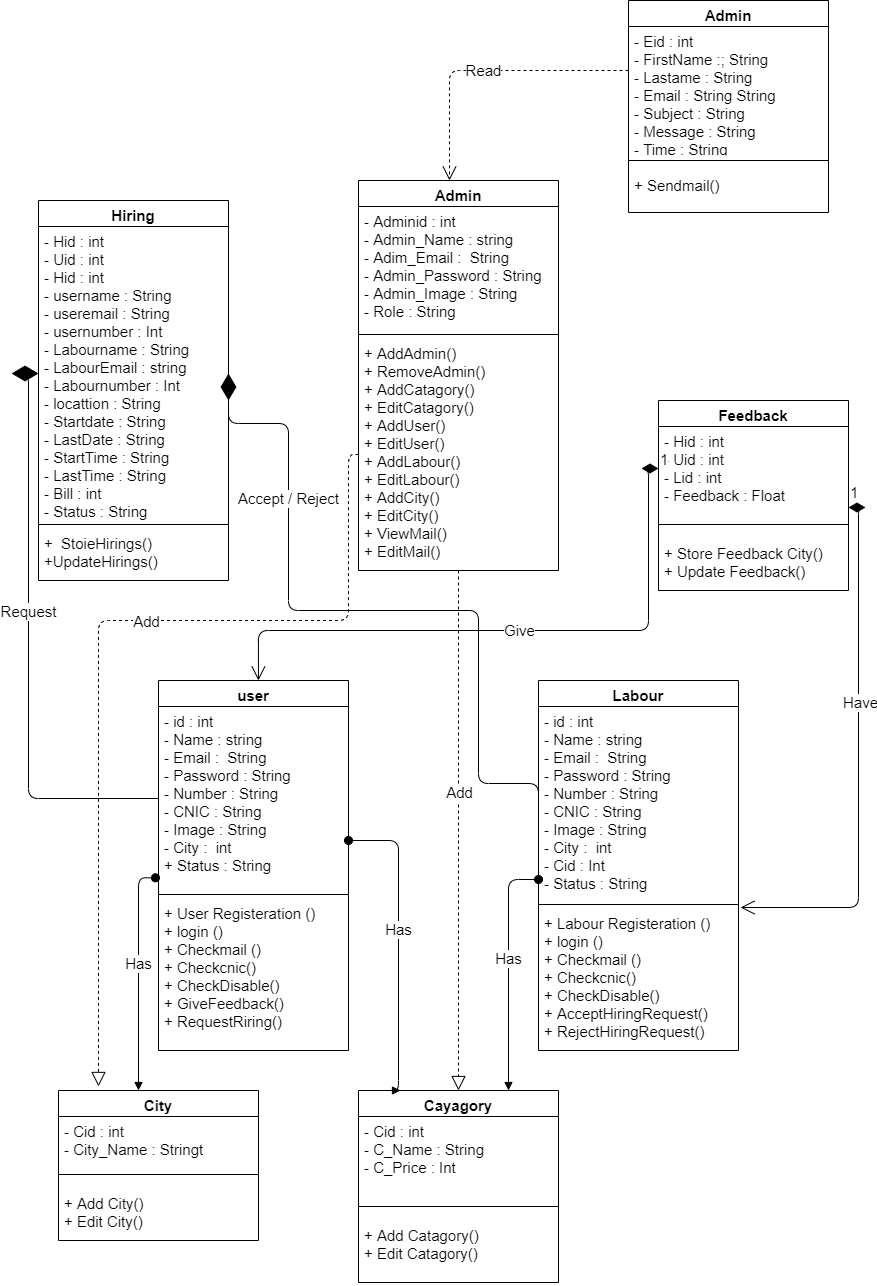 Admin
- Eid : int
- FirstName :; String
- Lastame : String
- Email : String String
- Subject : String
- Message : String
- Time : String
+ Sendmail()
Read
Admin
- Adminid : int
- Admin_Name : string
- Adim_Email :  String
- Admin_Password : String
- Admin_Image : String
- Role : String
+ AddAdmin()
+ RemoveAdmin()
+ AddCatagory()
+ EditCatagory()
+ AddUser()
+ EditUser()
+ AddLabour()
+ EditLabour()
+ AddCity()
+ EditCity()
+ ViewMail()
+ EditMail()
Hiring
- Hid : int
- Uid : int
- Hid : int
- username : String
- useremail : String
- usernumber : Int
- Labourname : String
- LabourEmail : string
- Labournumber : Int
- locattion : String
- Startdate : String
- LastDate : String
- StartTime : String
- LastTime : String
- Bill : int
- Status : String
+  StoieHirings()
+UpdateHirings()
Accept / Reject
Feedback
- Hid : int
- Uid : int
- Lid : int
- Feedback : Float
+ Store Feedback City()
+ Update Feedback()
1
1
Request
Add
Give
Have
Add
user
- id : int
- Name : string
- Email :  String
- Password : String
- Number : String
- CNIC : String
- Image : String
- City :  int
+ Status : String
+ User Registeration ()
+ login ()
+ Checkmail ()
+ Checkcnic()
+ CheckDisable()
+ GiveFeedback()
+ RequestRiring()
Labour
- id : int
- Name : string
- Email :  String
- Password : String
- Number : String
- CNIC : String
- Image : String
- City :  int
- Cid : Int
- Status : String
+ Labour Registeration ()
+ login ()
+ Checkmail ()
+ Checkcnic()
+ CheckDisable()
+ AcceptHiringRequest()
+ RejectHiringRequest()
Has
Has
Has
City
- Cid : int
- City_Name : Stringt
+ Add City()
+ Edit City()
Cayagory
- Cid : int
- C_Name : String
- C_Price : Int
+ Add Catagory()
+ Edit Catagory()